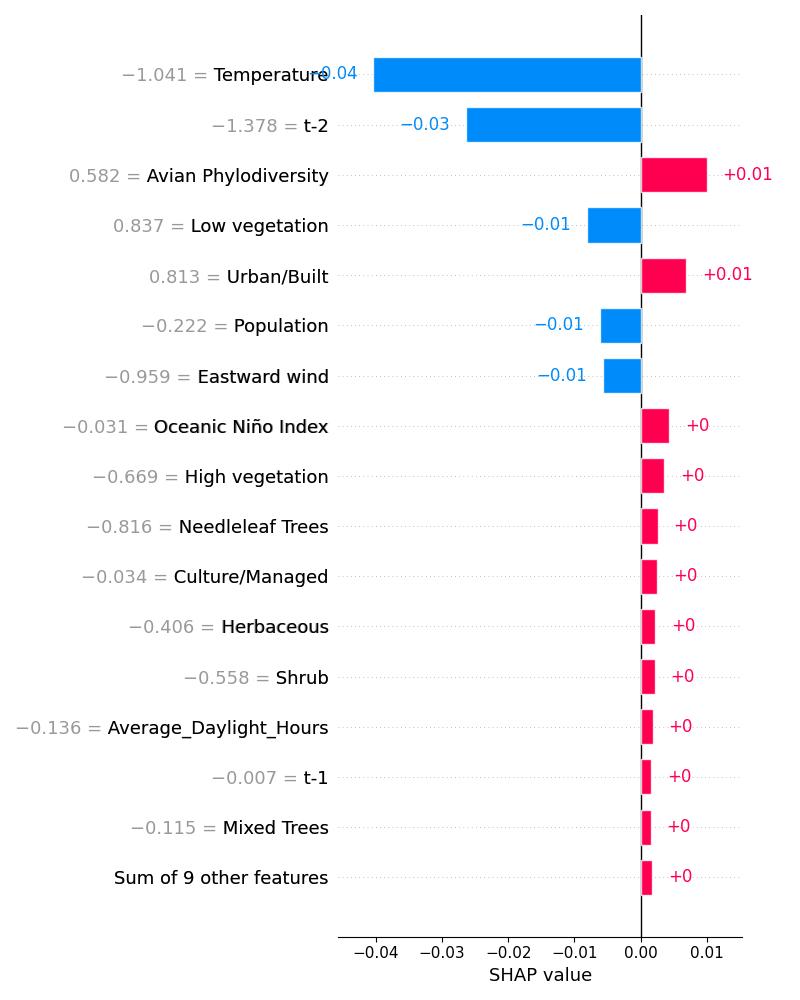 −1.041 = Temperature −0.04
−1.378 = t-2 −0.03
0.582 = Avian Phylodiversity +0.01
0.837 = Low vegetation −0.01
0.813 = Urban/Built +0.01
−0.222 = Population −0.01
−0.959 = Eastward wind −0.01
−0.031 = Oceanic Niño Index +0
−0.669 = High vegetation +0
−0.816 = Needleleaf Trees +0
−0.034 = Culture/Managed +0
−0.406 = Herbaceous +0
−0.558 = Shrub +0
−0.136 = Average_Daylight_Hours +0
−0.007 = t-1 +0
−0.115 = Mixed Trees +0
Sum of 9 other features +0
−0.04 −0.03 −0.02 −0.01 0.00 0.01
SHAP value